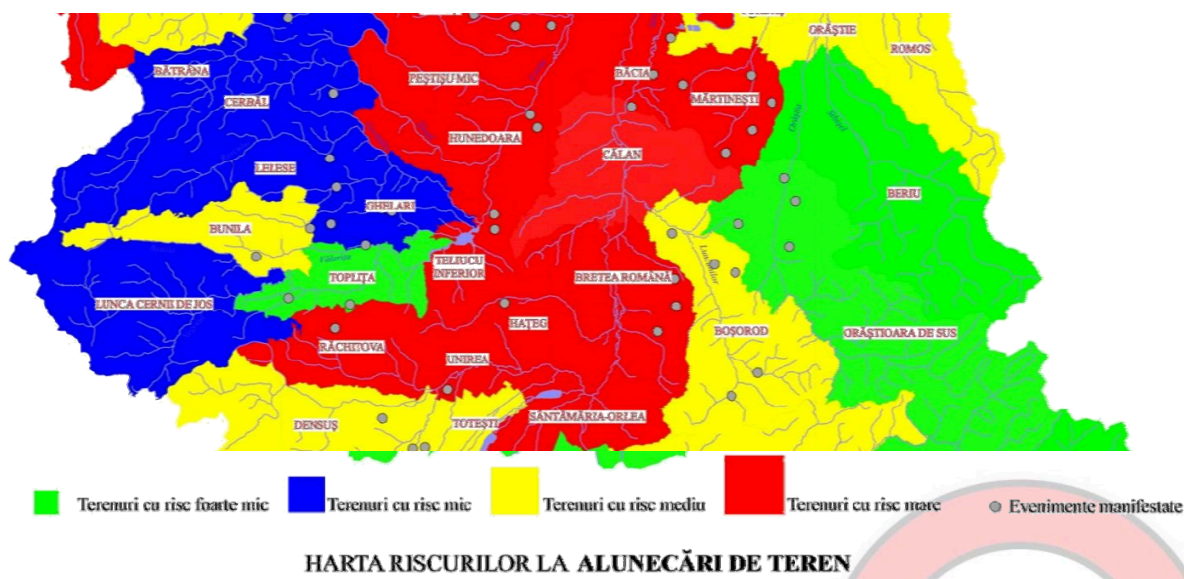 ORĂȘTIE
ROMOS
BĂTRÂNA
PEȘTIȘU MIC
BĂCIA
CERBĂL
MĂRTINEȘTI
HUNEDOARA
CĂLAN
LELESE
BERIU
GHELARI
BUNILA
TELIUCU
INFERIOR
TOPLIȚA
BRETEA ROMÂNĂ
LUNCA CERNII DE JOS
HAȚEG
BOȘOROD
ORĂȘTIOARA DE SUS
RĂCHITOVA
UNIREA
DENSUȘ
TOTEȘTI
SÂNTĂMĂRIA-ORLEA
Terenuri cu risc foarte mic
Terenuri cu risc mic
Terenuri cu risc mediu
Terenuri cu risc mare
Evenimente manifestate
HARTA RISCURILOR LA ALUNECĂRI DE TEREN